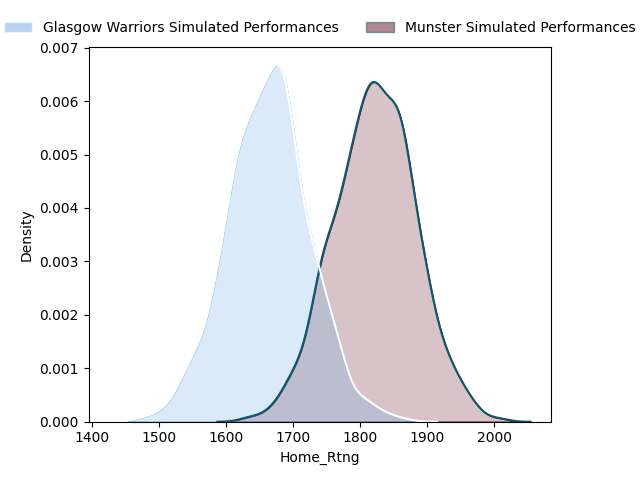 Glasgow Warriors Simulated Performances
Munster Simulated Performances
0.007
0.006
0.005
0.004
0.003
0.002
0.001
0.000
Density
1400 1500 1600 1700 1800 1900 2000
Home_Rtng